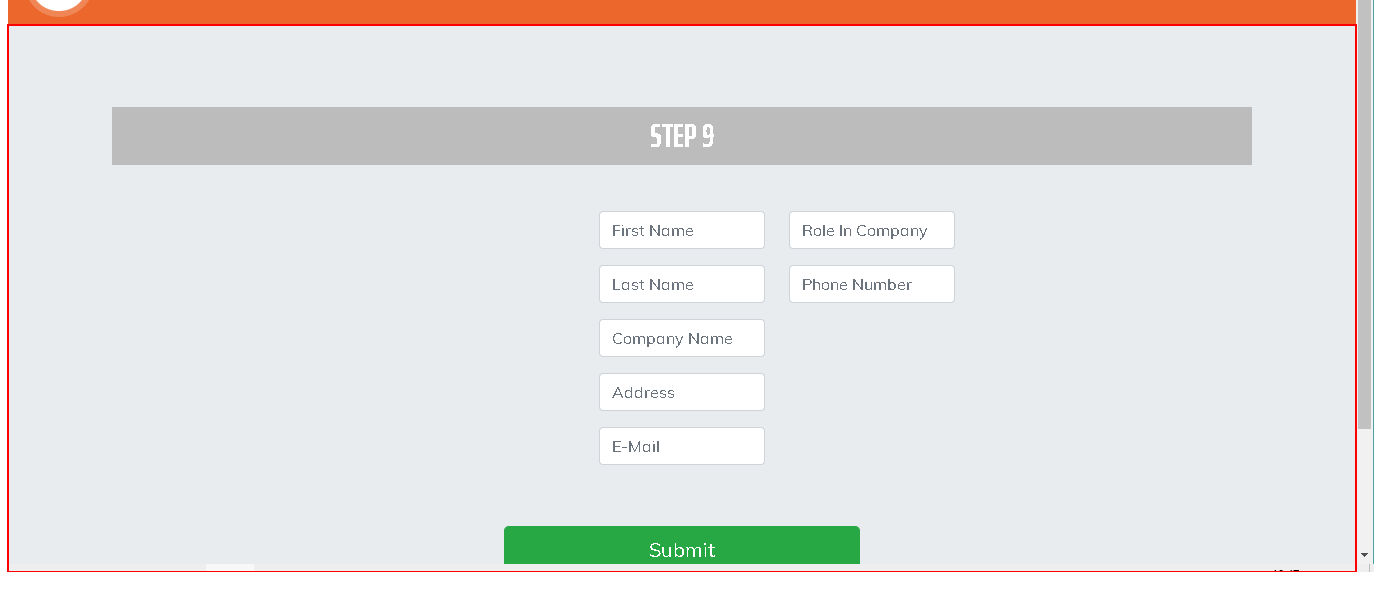 STEP 9
First Name
Role In Company
Last Name
Phone Number
Company Name
Address
E-Mail
Submit